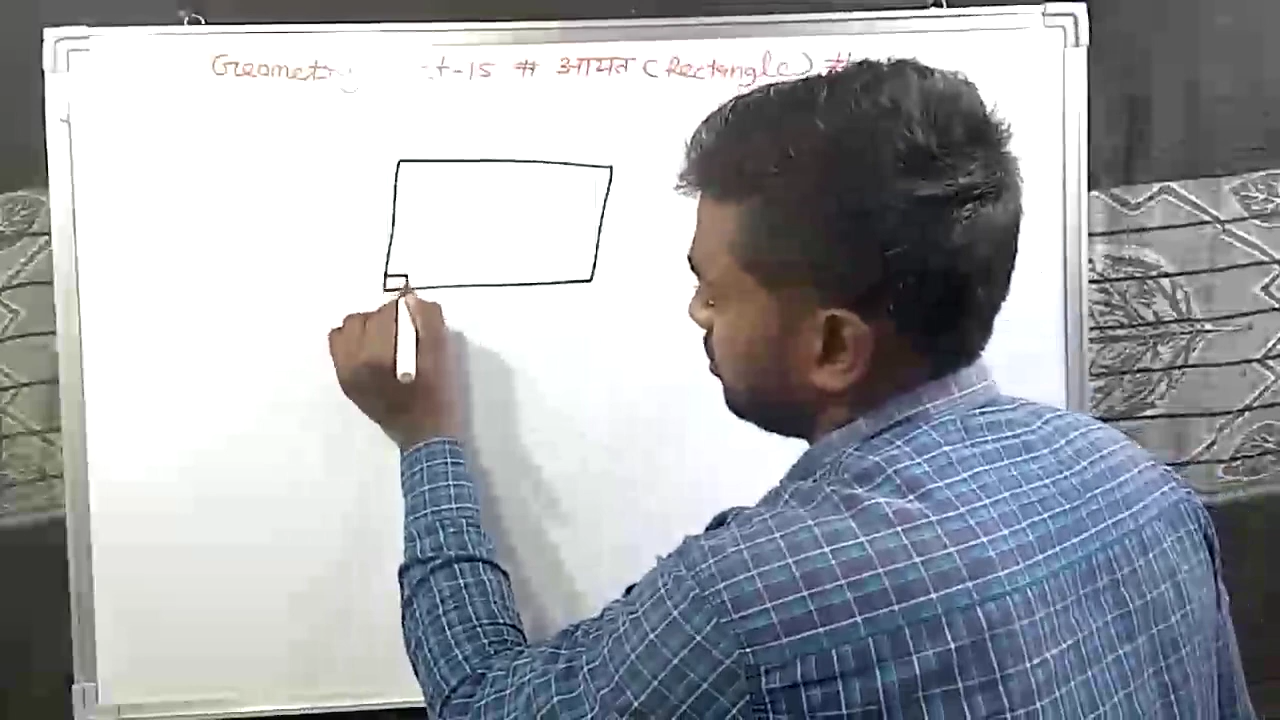 Geometry t-15 # आयत (Rectangle) #